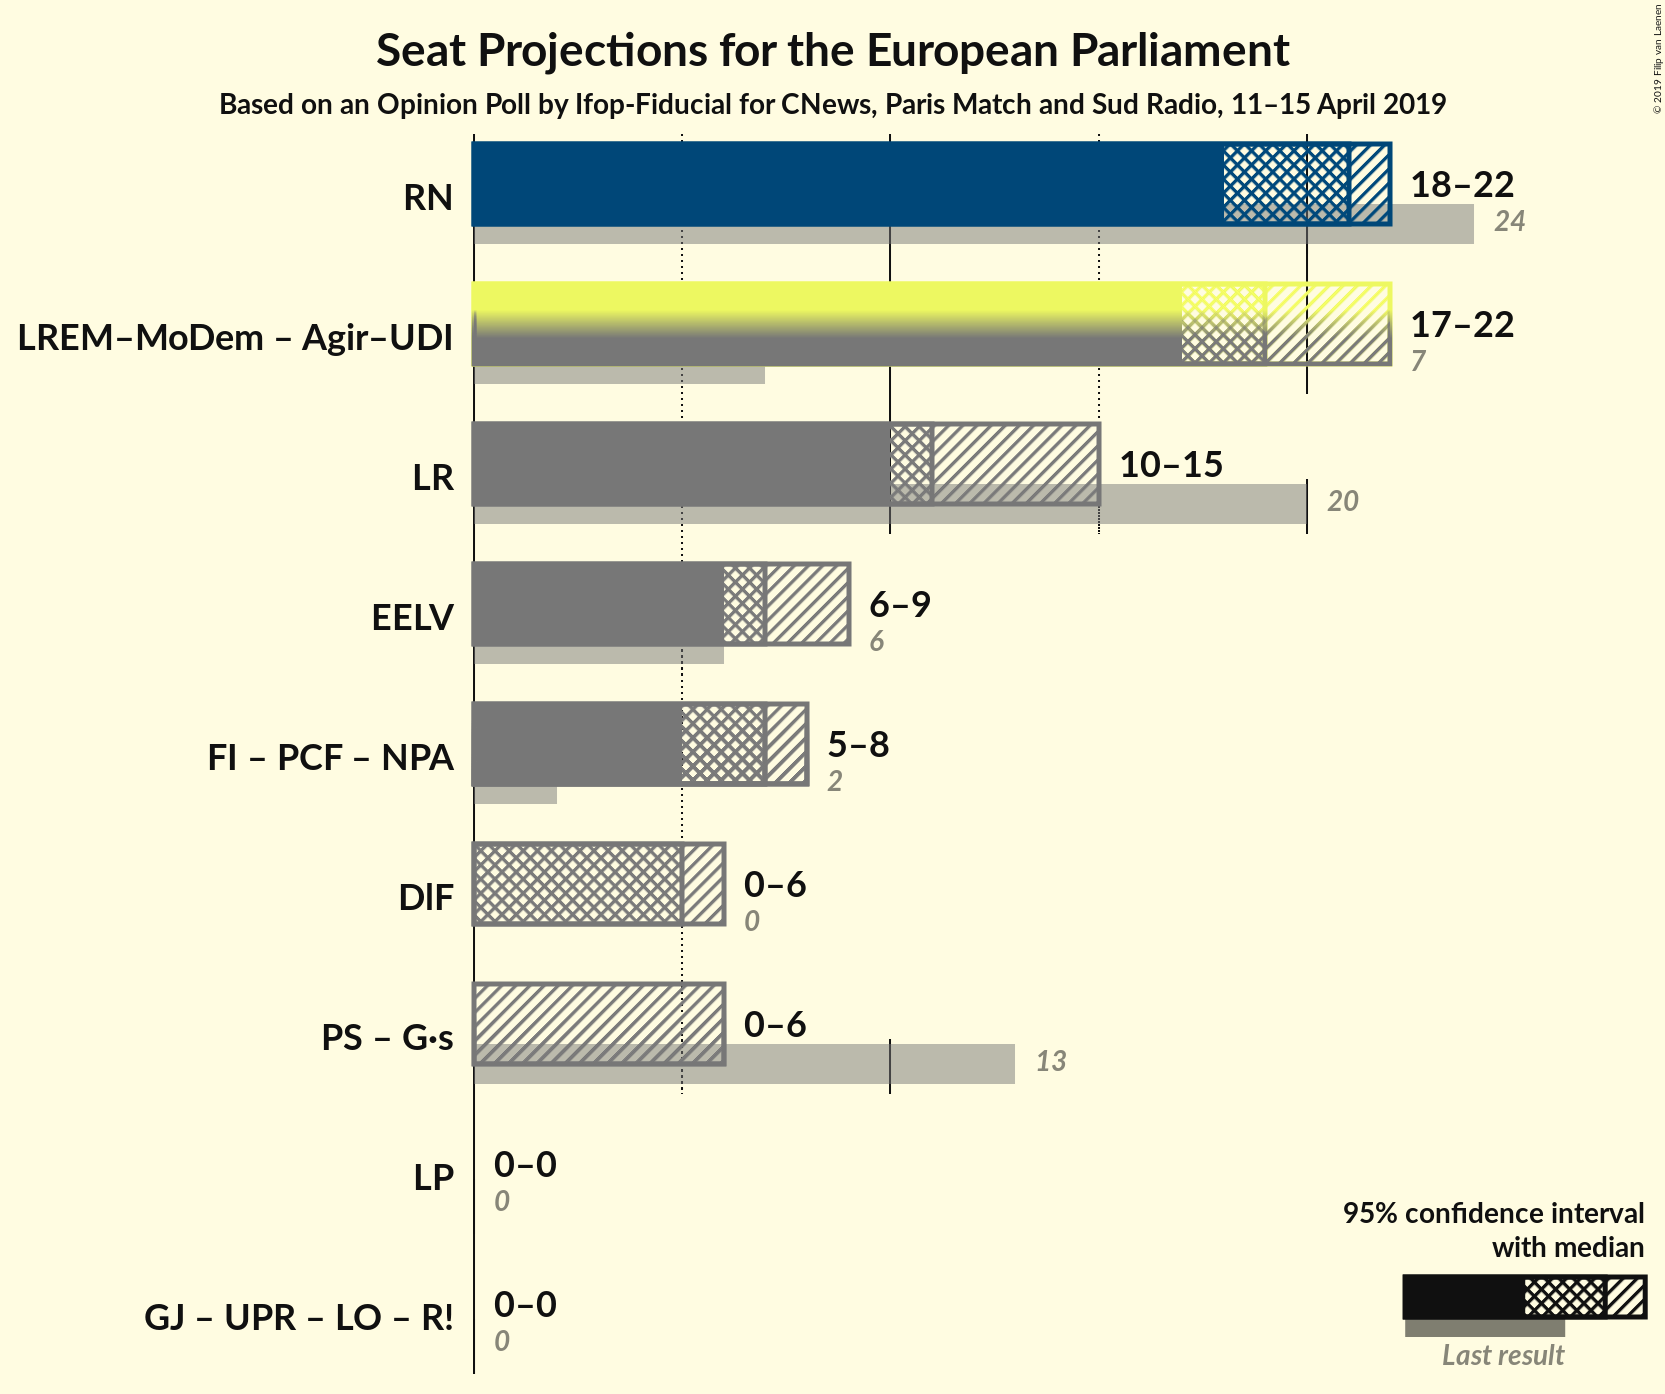 Seat Projections for the European Parliament
Based on an Opinion Poll by Ifop-Fiducial for CNews, Paris Match and Sud Radio, 11–15 April 2019
© 2019 Filip van Laenen
RN
18–22
24
LREM–MoDem – Agir–UDI
17–22
7
LR
10–15
20
EELV
6–9
6
FI – PCF – NPA
5–8
2
DlF
0–6
0
PS – G·s
0–6
13
LP
0–0
0
GJ – UPR – LO – R!
0–0
0
95% confidence interval
with median
Last result